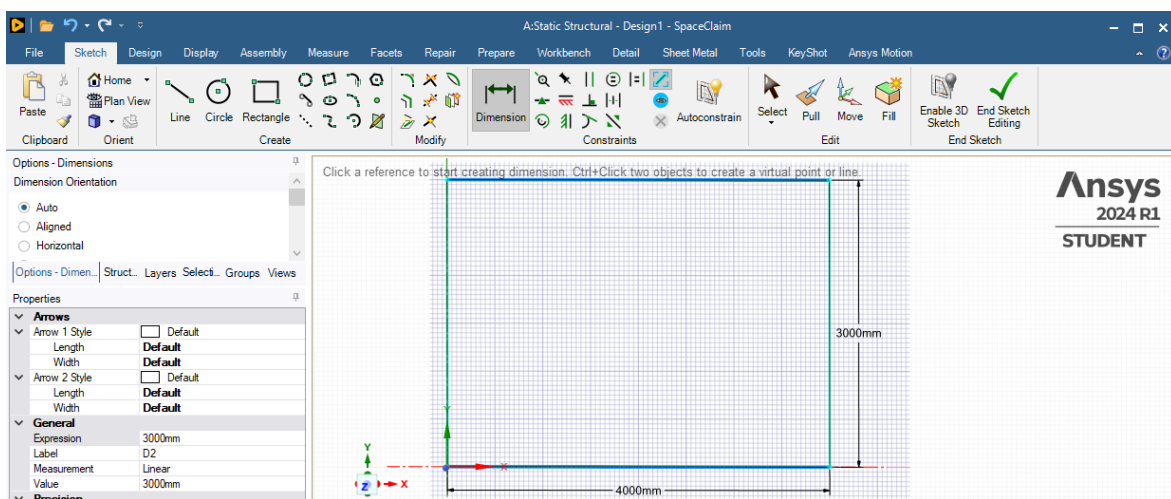 A:Static Structural - Design1 - SpaceClaim
File Sketch Design Display Assembly Measure Facets Repair Prepare Workbench Detail Sheet Metal Tools KeyShot Ansys Motion
Paste
Home
Plan View
Line Circle Rectangle
Dimension
Autoconstrain
Select Pull Move Fill
Enable 3D Sketch
End Sketch Editing
Clipboard Orient Create Modify Constraints Edit End Sketch
Options - Dimensions
Dimension Orientation
Auto
Aligned
Horizontal
Options - Dimen... Struct... Layers Selecti... Groups Views
Properties
Arrows
Arrow 1 Style Default
Length Default
Width Default
Arrow 2 Style Default
Length Default
Width Default
General
Expression 3000mm
Label D2
Measurement Linear
Value 3000mm
Precision
Click a reference to start creating dimension. Ctrl+Click two objects to create a virtual point or line.
Ansys
2024 R1
STUDENT
3000mm
Y
X
Y
Z
X
4000mm